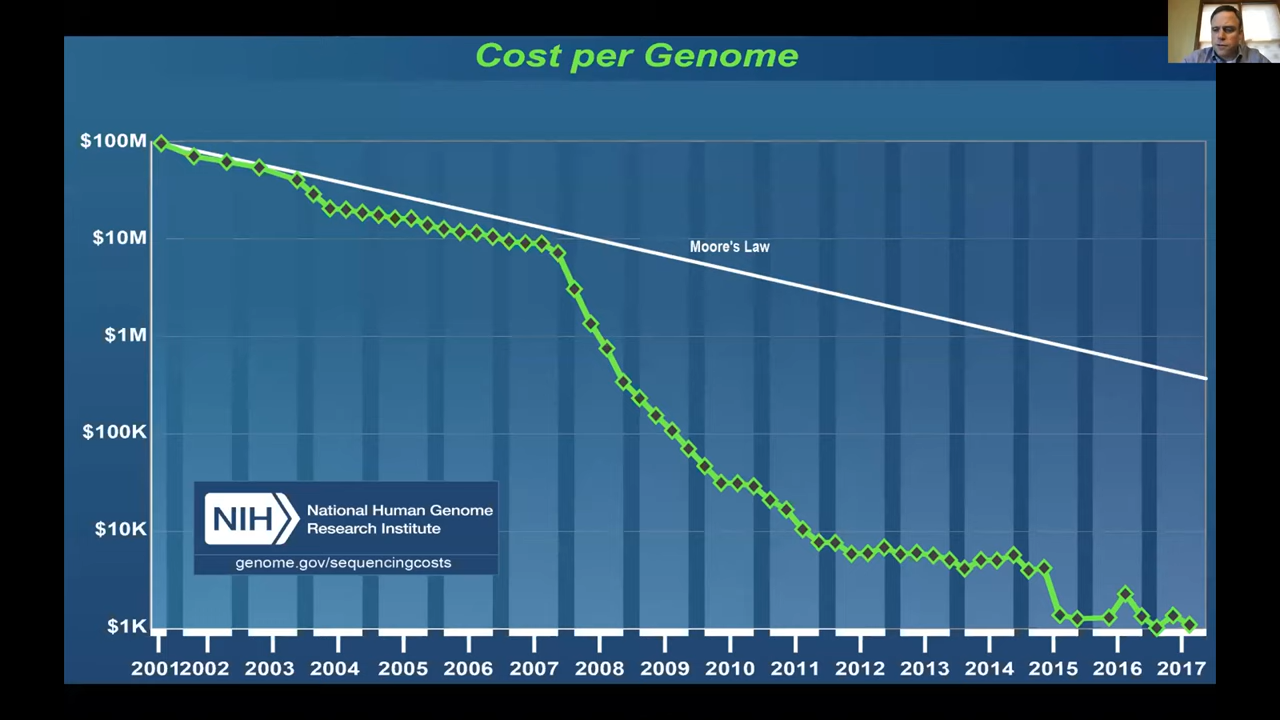 Cost per Genome
$100M
$10M
$1M
$100K
$10K
$1K
Moore's Law
NIH
National Human Genome
Research Institute
genome.gov/sequencingcosts
2001 2002 2003 2004 2005 2006 2007 2008 2009 2010 2011 2012 2013 2014 2015 2016 2017